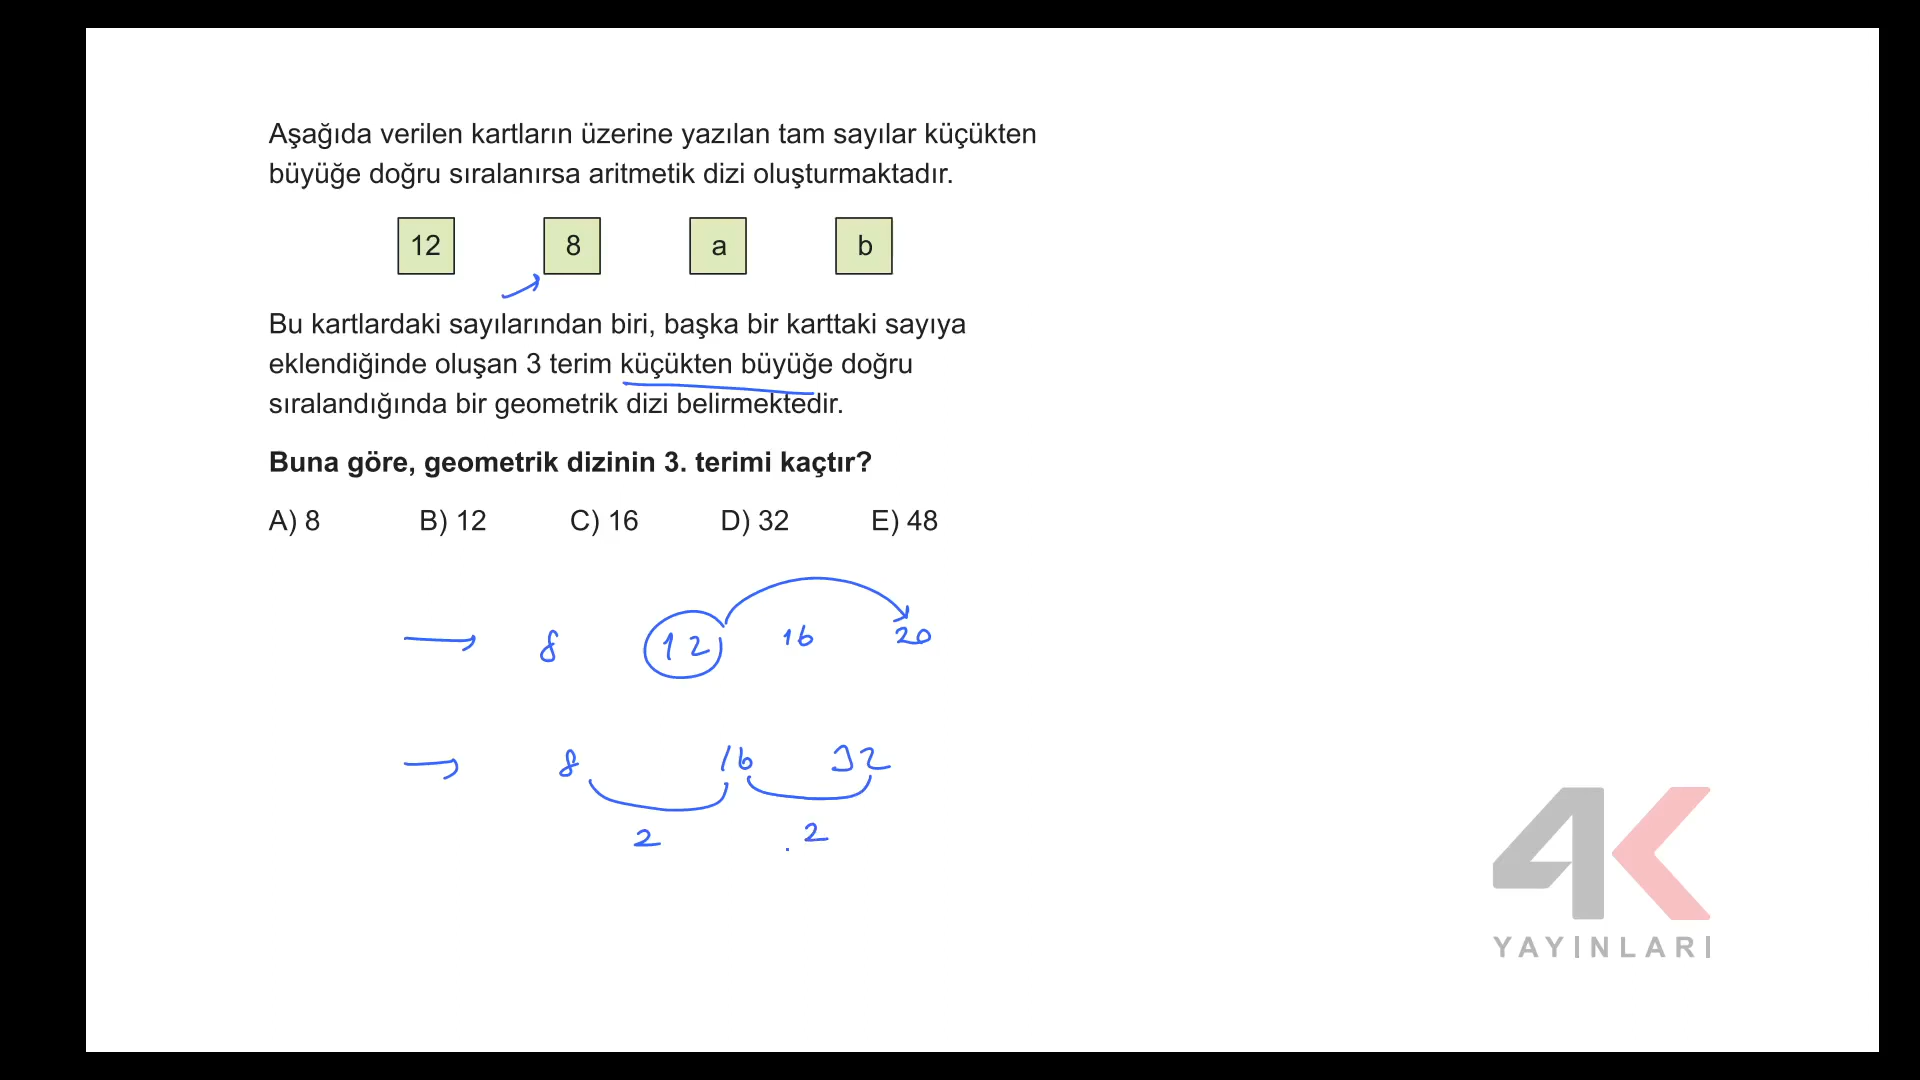 Aşağıda verilen kartların üzerine yazılan tam sayılar küçükten
büyüğe doğru sıralanırsa aritmetik dizi oluşturmaktadır.
12 8 a b
Bu kartlardaki sayılarından biri, başka bir karttaki sayıya
eklendiğinde oluşan 3 terim küçükten büyüğe doğru
sıralandığında bir geometrik dizi belirmektedir.
Buna göre, geometrik dizinin 3. terimi kaçtır?
A) 8 B) 12 C) 16 D) 32 E) 48
8 12 16 20
8 16 32
2 2
4K
YAYINLARI